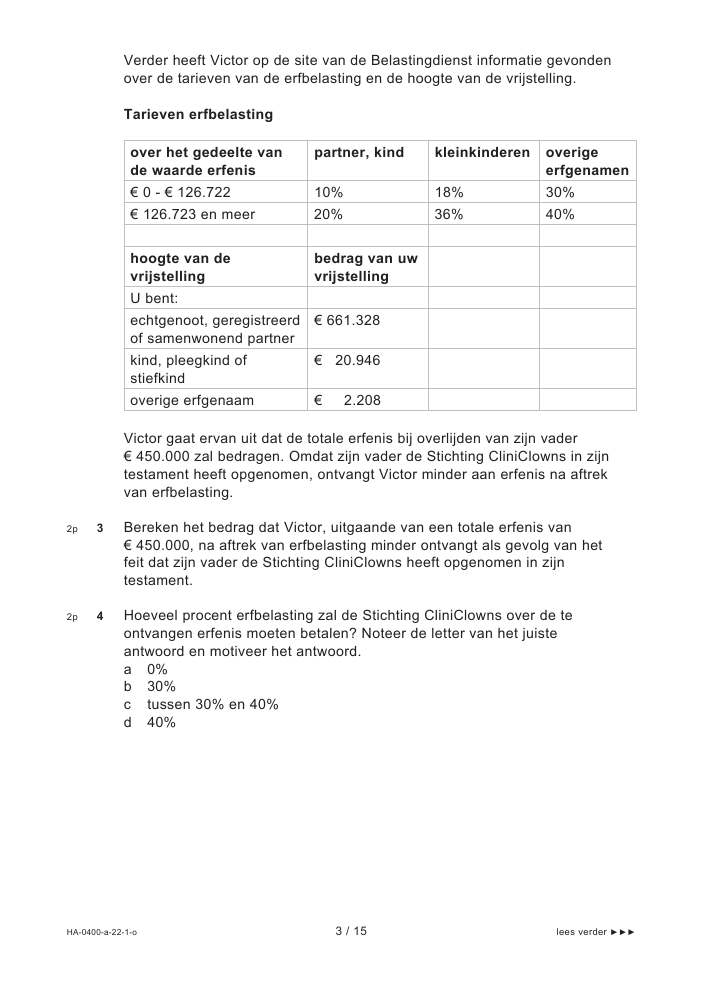 Verder heeft Victor op de site van de Belastingdienst informatie gevonden
over de tarieven van de erfbelasting en de hoogte van de vrijstelling.
Tarieven erfbelasting
over het gedeelte van de waarde erfenis partner, kind kleinkinderen overige erfgenamen
€ 0 - € 126.722 10% 18% 30%
€ 126.723 en meer 20% 36% 40%
hoogte van de vrijstelling bedrag van uw vrijstelling
U bent:
echtgenoot, geregistreerd of samenwonend partner € 661.328
kind, pleegkind of stiefkind € 20.946
overige erfgenaam € 2.208
Victor gaat ervan uit dat de totale erfenis bij overlijden van zijn vader
€ 450.000 zal bedragen. Omdat zijn vader de Stichting CliniClowns in zijn
testament heeft opgenomen, ontvangt Victor minder aan erfenis na aftrek
van erfbelasting.
2p 3 Bereken het bedrag dat Victor, uitgaande van een totale erfenis van
€ 450.000, na aftrek van erfbelasting minder ontvangt als gevolg van het
feit dat zijn vader de Stichting CliniClowns heeft opgenomen in zijn
testament.
2p 4 Hoeveel procent erfbelasting zal de Stichting CliniClowns over de te
ontvangen erfenis moeten betalen? Noteer de letter van het juiste
antwoord en motiveer het antwoord.
a 0%
b 30%
c tussen 30% en 40%
d 40%
HA-0400-a-22-1-o 3 / 15 lees verder ►►►